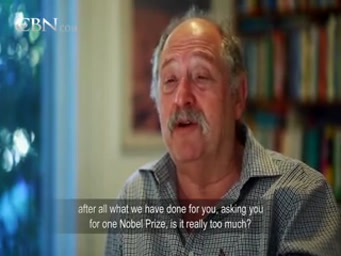 CBN.COM
after all what we have done for you, asking you
for one Nobel Prize, is it really too much?